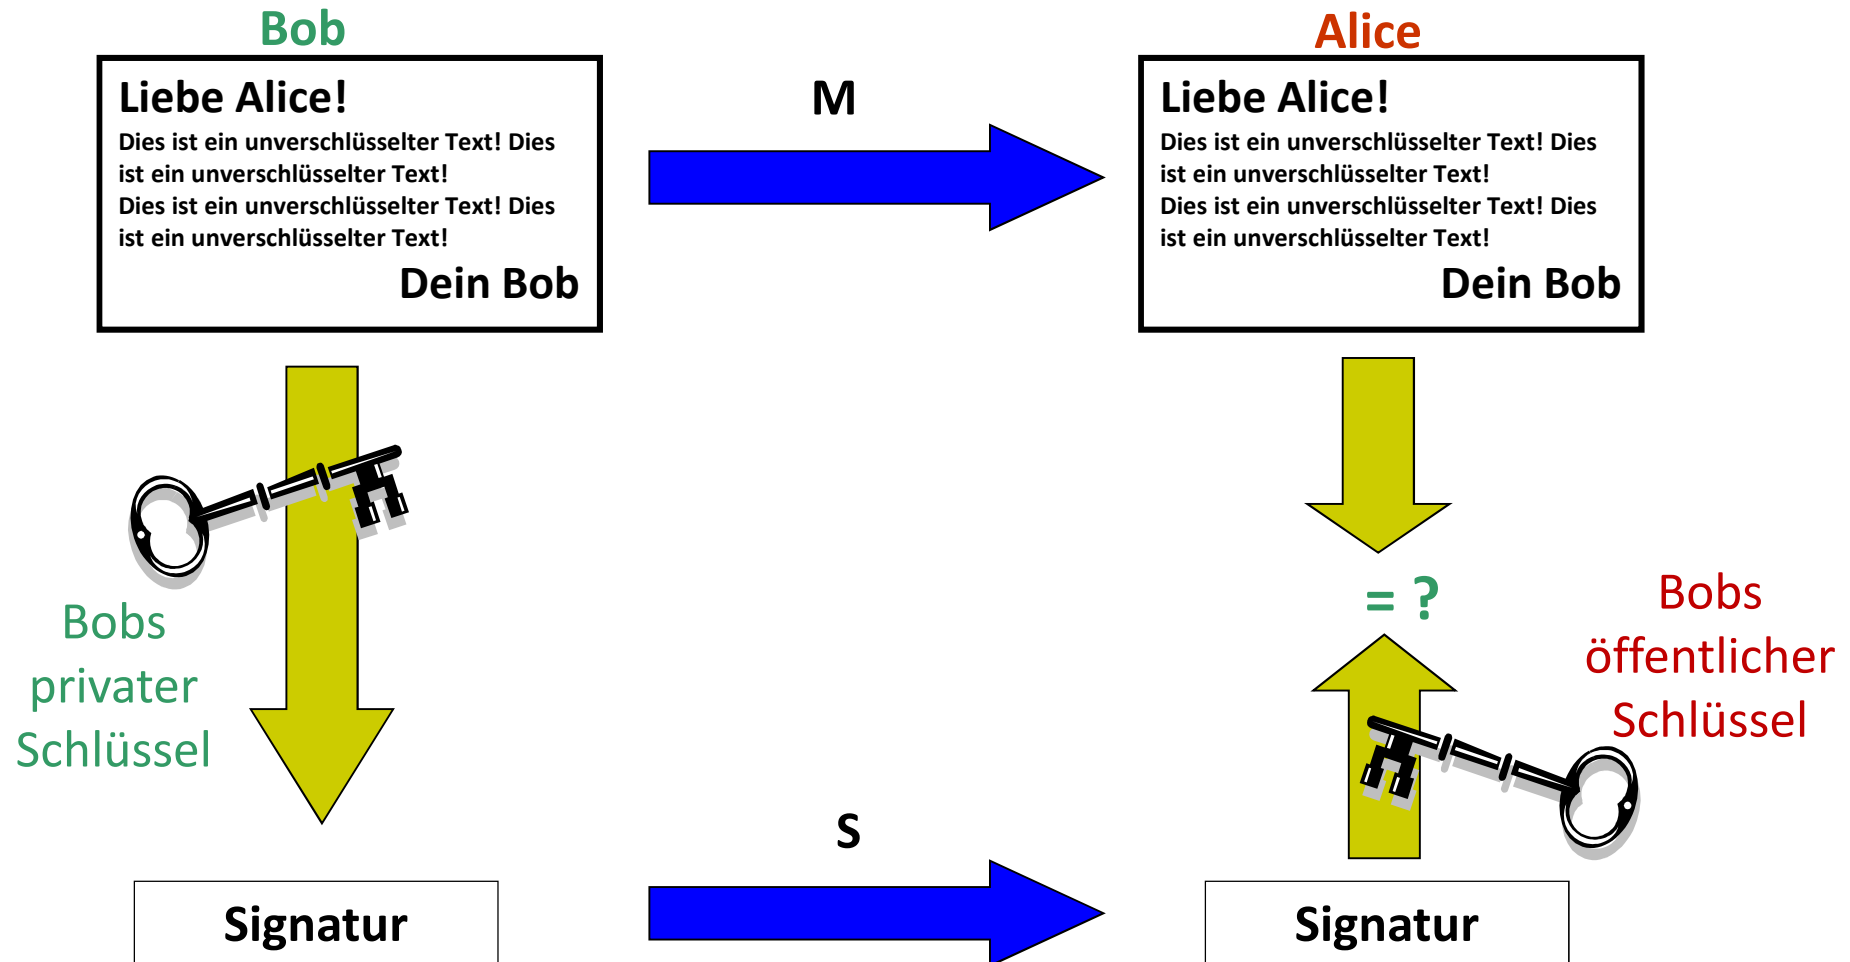 Bob
Liebe Alice!
Dies ist ein unverschlüsselter Text! Dies
ist ein unverschlüsselter Text!
Dies ist ein unverschlüsselter Text! Dies
ist ein unverschlüsselter Text!
Dein Bob
M
Alice
Liebe Alice!
Dies ist ein unverschlüsselter Text! Dies
ist ein unverschlüsselter Text!
Dies ist ein unverschlüsselter Text! Dies
ist ein unverschlüsselter Text!
Dein Bob
Bobs
privater
Schlüssel
= ?
Bobs
öffentlicher
Schlüssel
Signatur
S
Signatur